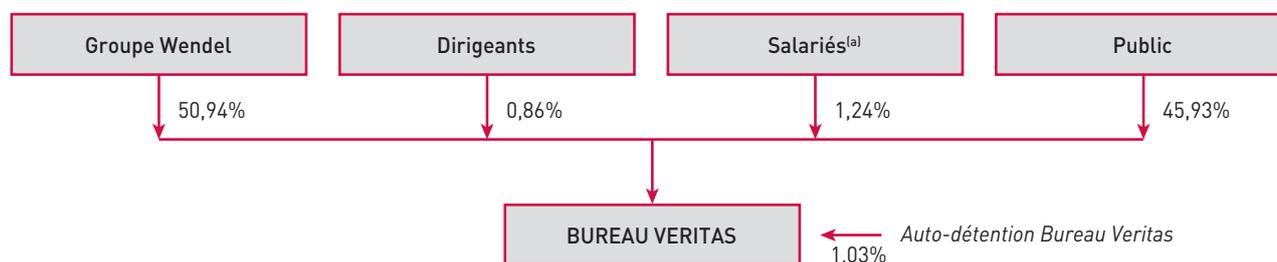 Groupe Wendel
Dirigeants
Salariés(a)
Public
50,94%
0,86%
1,24%
45,93%
BUREAU VERITAS
Auto-détention Bureau Veritas
1,03%